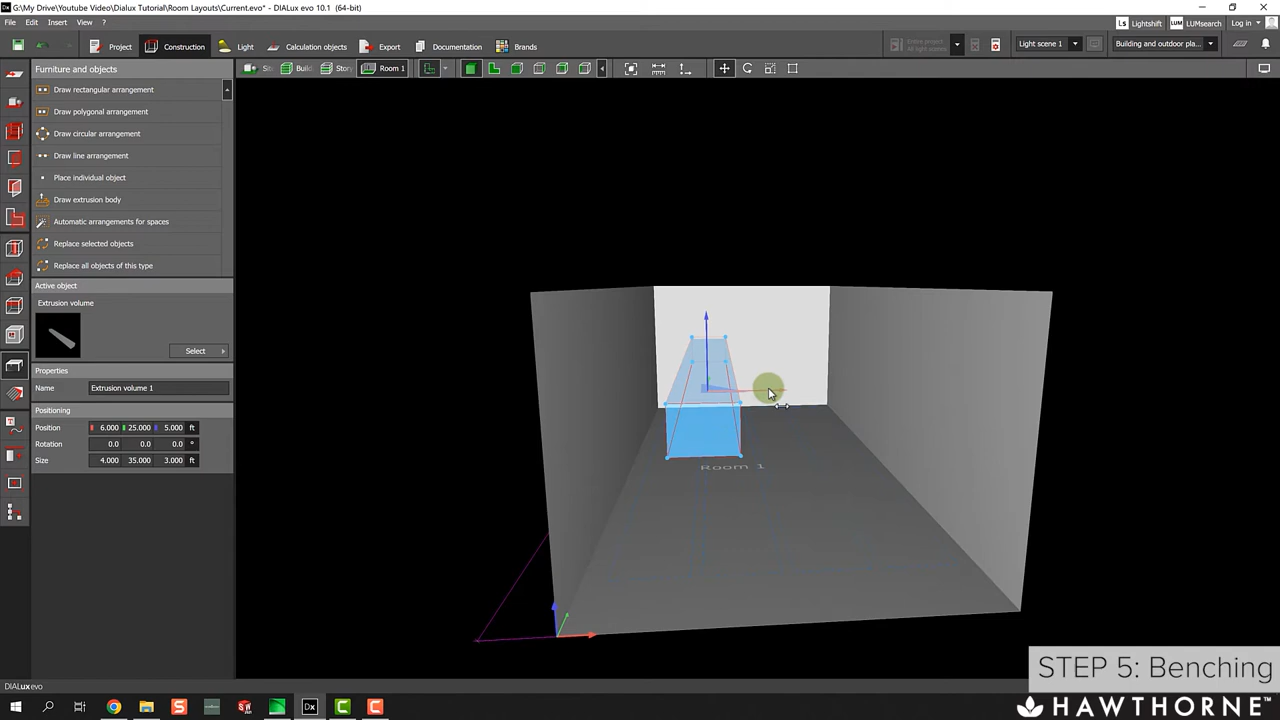 G:\My Drive\Youtube Video\Dialux Tutorial\Room Layouts\Current.evo* - DIALux evo 10.1 (64-bit)
File Edit Insert View ?
Lightshift LUMsearch Log in
Project Construction Light Calculation objects Export Documentation Brands
Entire project
All light scenes
Light scene 1 Building and outdoor pla...
Furniture and objects
Room 1
Draw rectangular arrangement
Draw polygonal arrangement
Draw circular arrangement
Draw line arrangement
Place individual object
Draw extrusion body
Automatic arrangements for spaces
Replace selected objects
Replace all objects of this type
Active object
Extrusion volume
Select
Properties
Name Extrusion volume 1
Positioning
Position 6.000 25.000 5.000 ft
Rotation 0.0 0.0 0.0 °
Size 4.000 35.000 3.000 ft
Room 1
STEP 5: Benching
DIALux evo
HAWTHORNE™